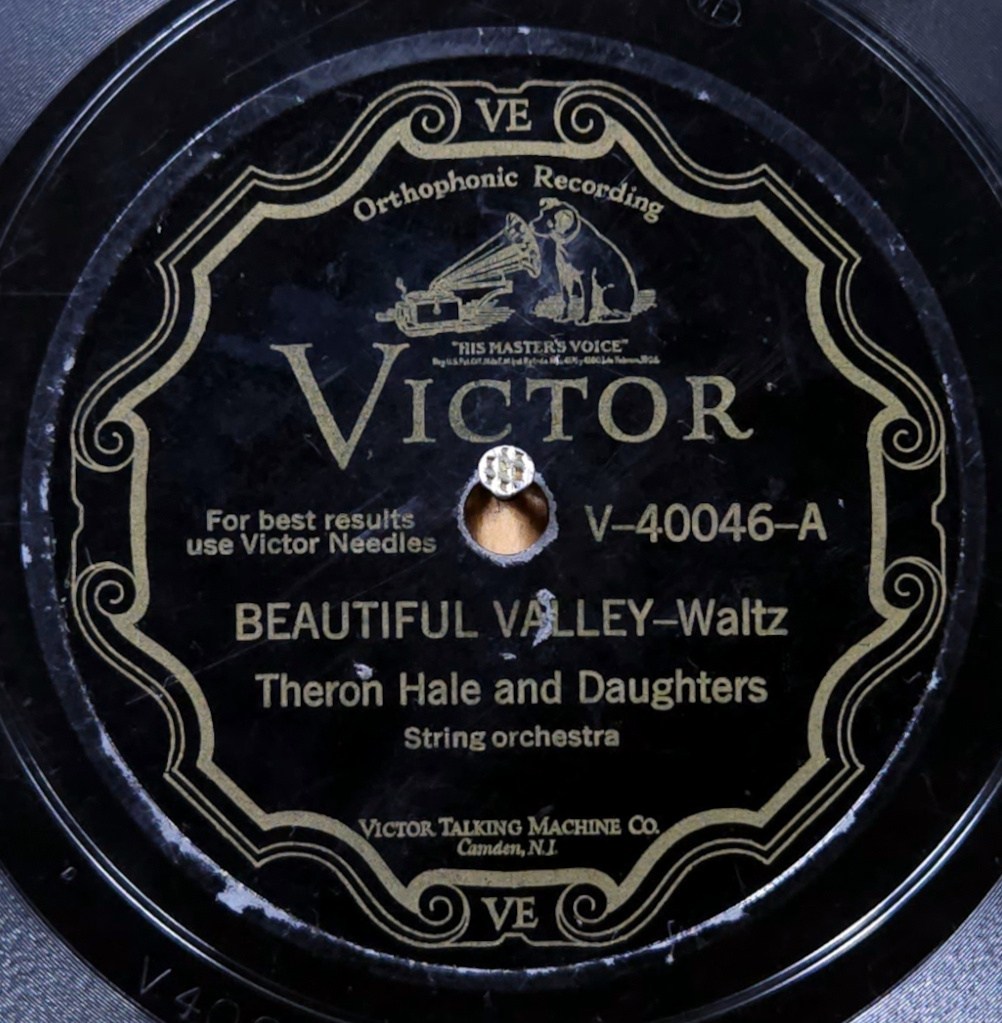 VE
Orthophonic Recording
"HIS MASTER'S VOICE"
VICTOR
For best results
use Victor Needles
V-40046-A
BEAUTIFUL VALLEY-Waltz
Theron Hale and Daughters
String orchestra
VICTOR TALKING MACHINE CO.
Camden, N.J.
VE